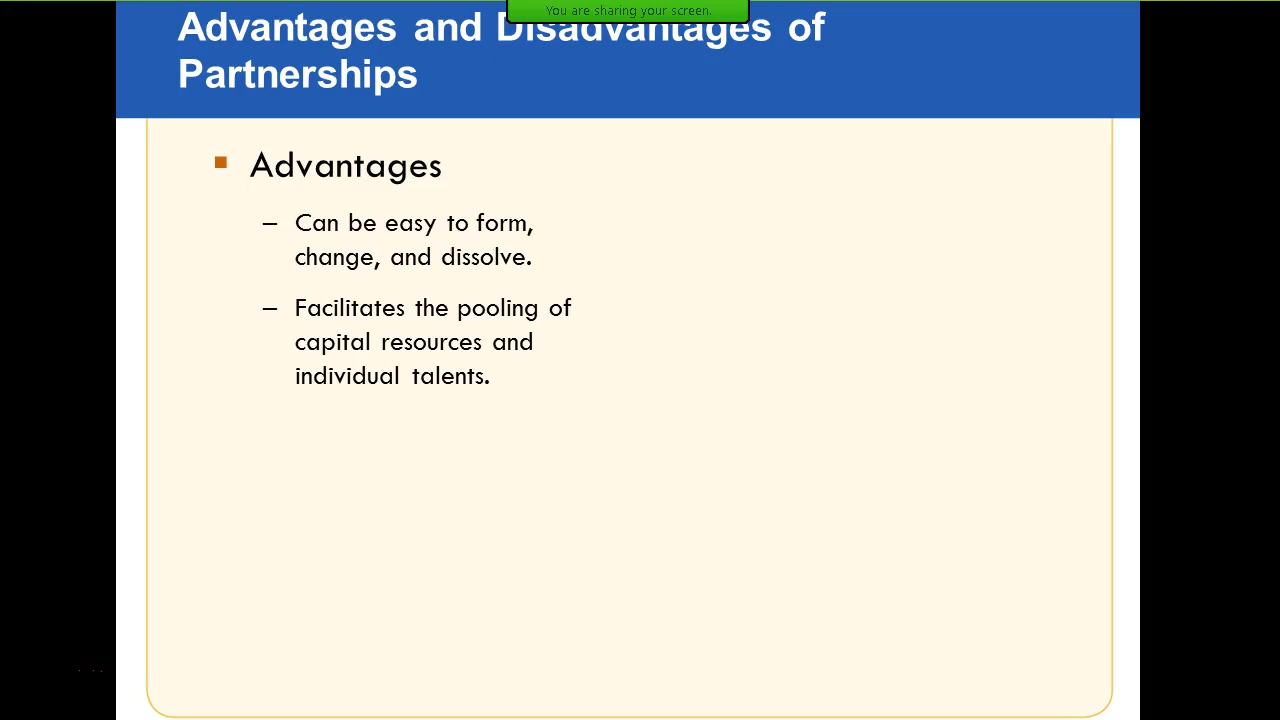 You are sharing your screen.
Advantages and Disadvantages of
Partnerships
▪ Advantages
– Can be easy to form,
change, and dissolve.
– Facilitates the pooling of
capital resources and
individual talents.